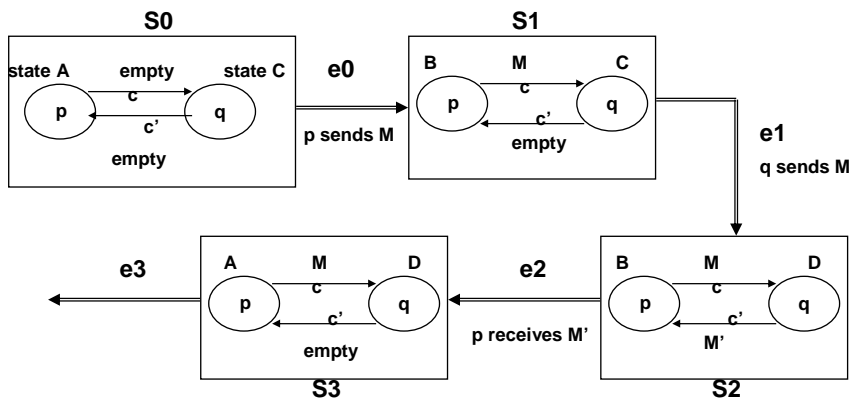 S0
state A
empty
state C
c
p
q
c'
empty
e0
p sends M
S1
B
M
C
c
p
q
c'
empty
e1
q sends M
B
M
D
c
p
q
c'
M'
S2
e2
p receives M'
A
M
D
c
p
q
c'
empty
S3
e3